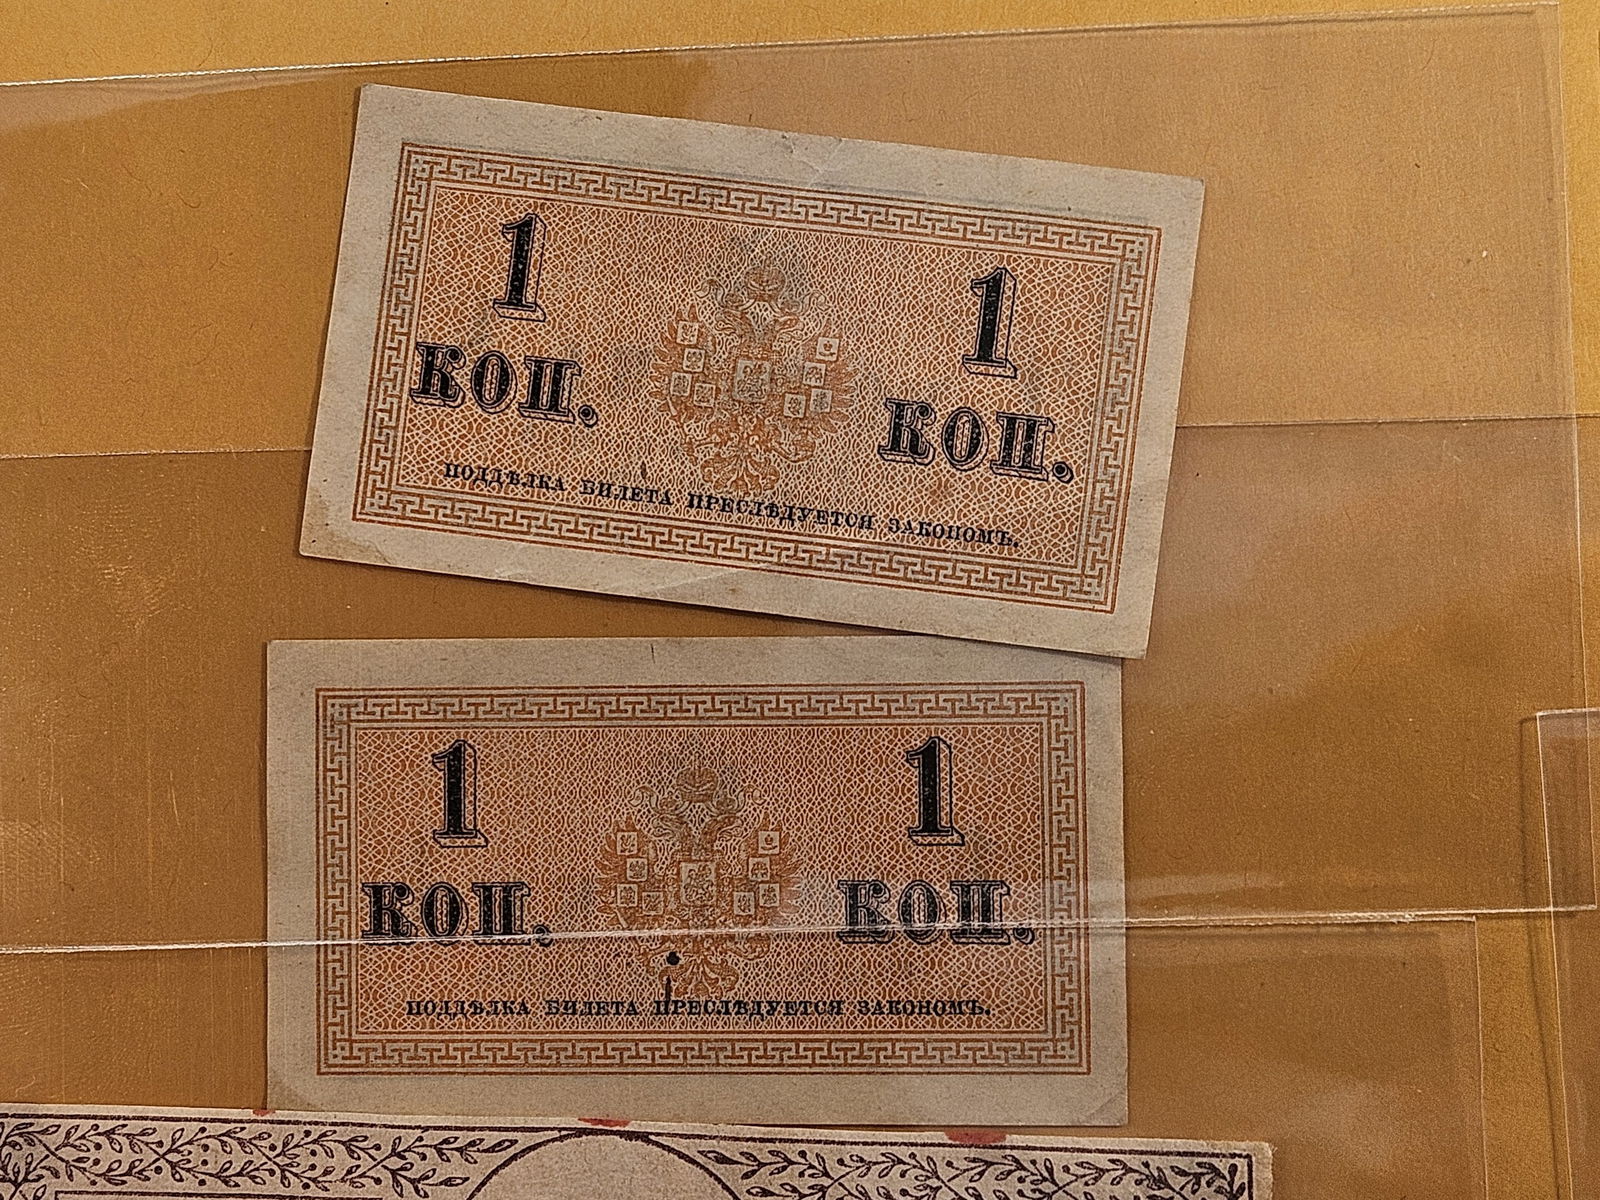 1 1
КОП. КОП.
ПОДДѢЛКА БИЛЕТА ПРЕСЛѢДУЕТСЯ ЗАКОНОМЪ.
1 1
КОП. КОП.
ПОДДѢЛКА БИЛЕТА ПРЕСЛѢДУЕТСЯ ЗАКОНОМЪ.